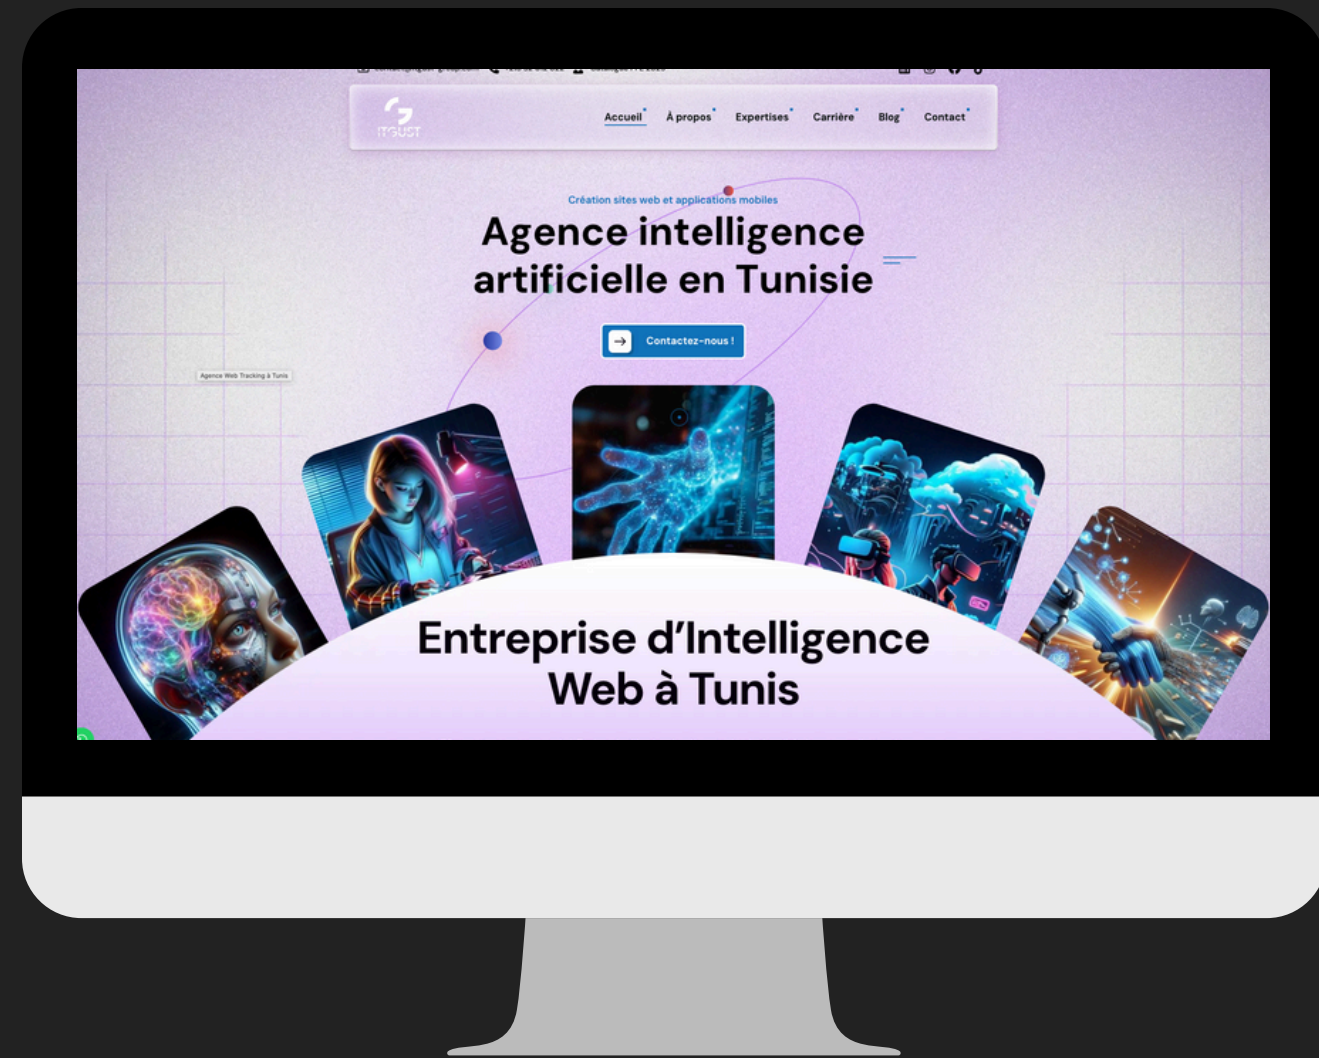 ITGUST
Accueil À propos Expertises Carrière Blog Contact
Création sites web et applications mobiles
Agence intelligence
artificielle en Tunisie
Contactez-nous !
Agence Web Tracking à Tunis
Entreprise d’Intelligence
Web à Tunis